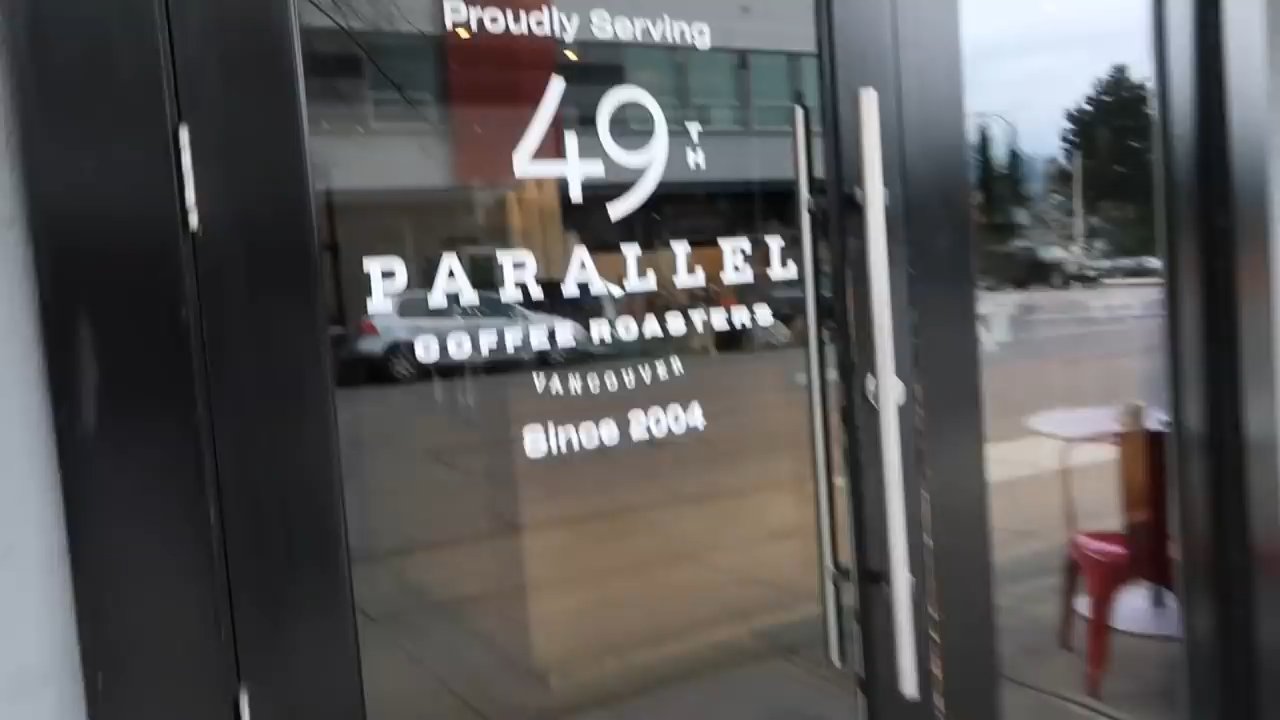 Proudly Serving
49TH
PARALLEL
COFFEE ROASTERS
VANCOUVER
Since 2004